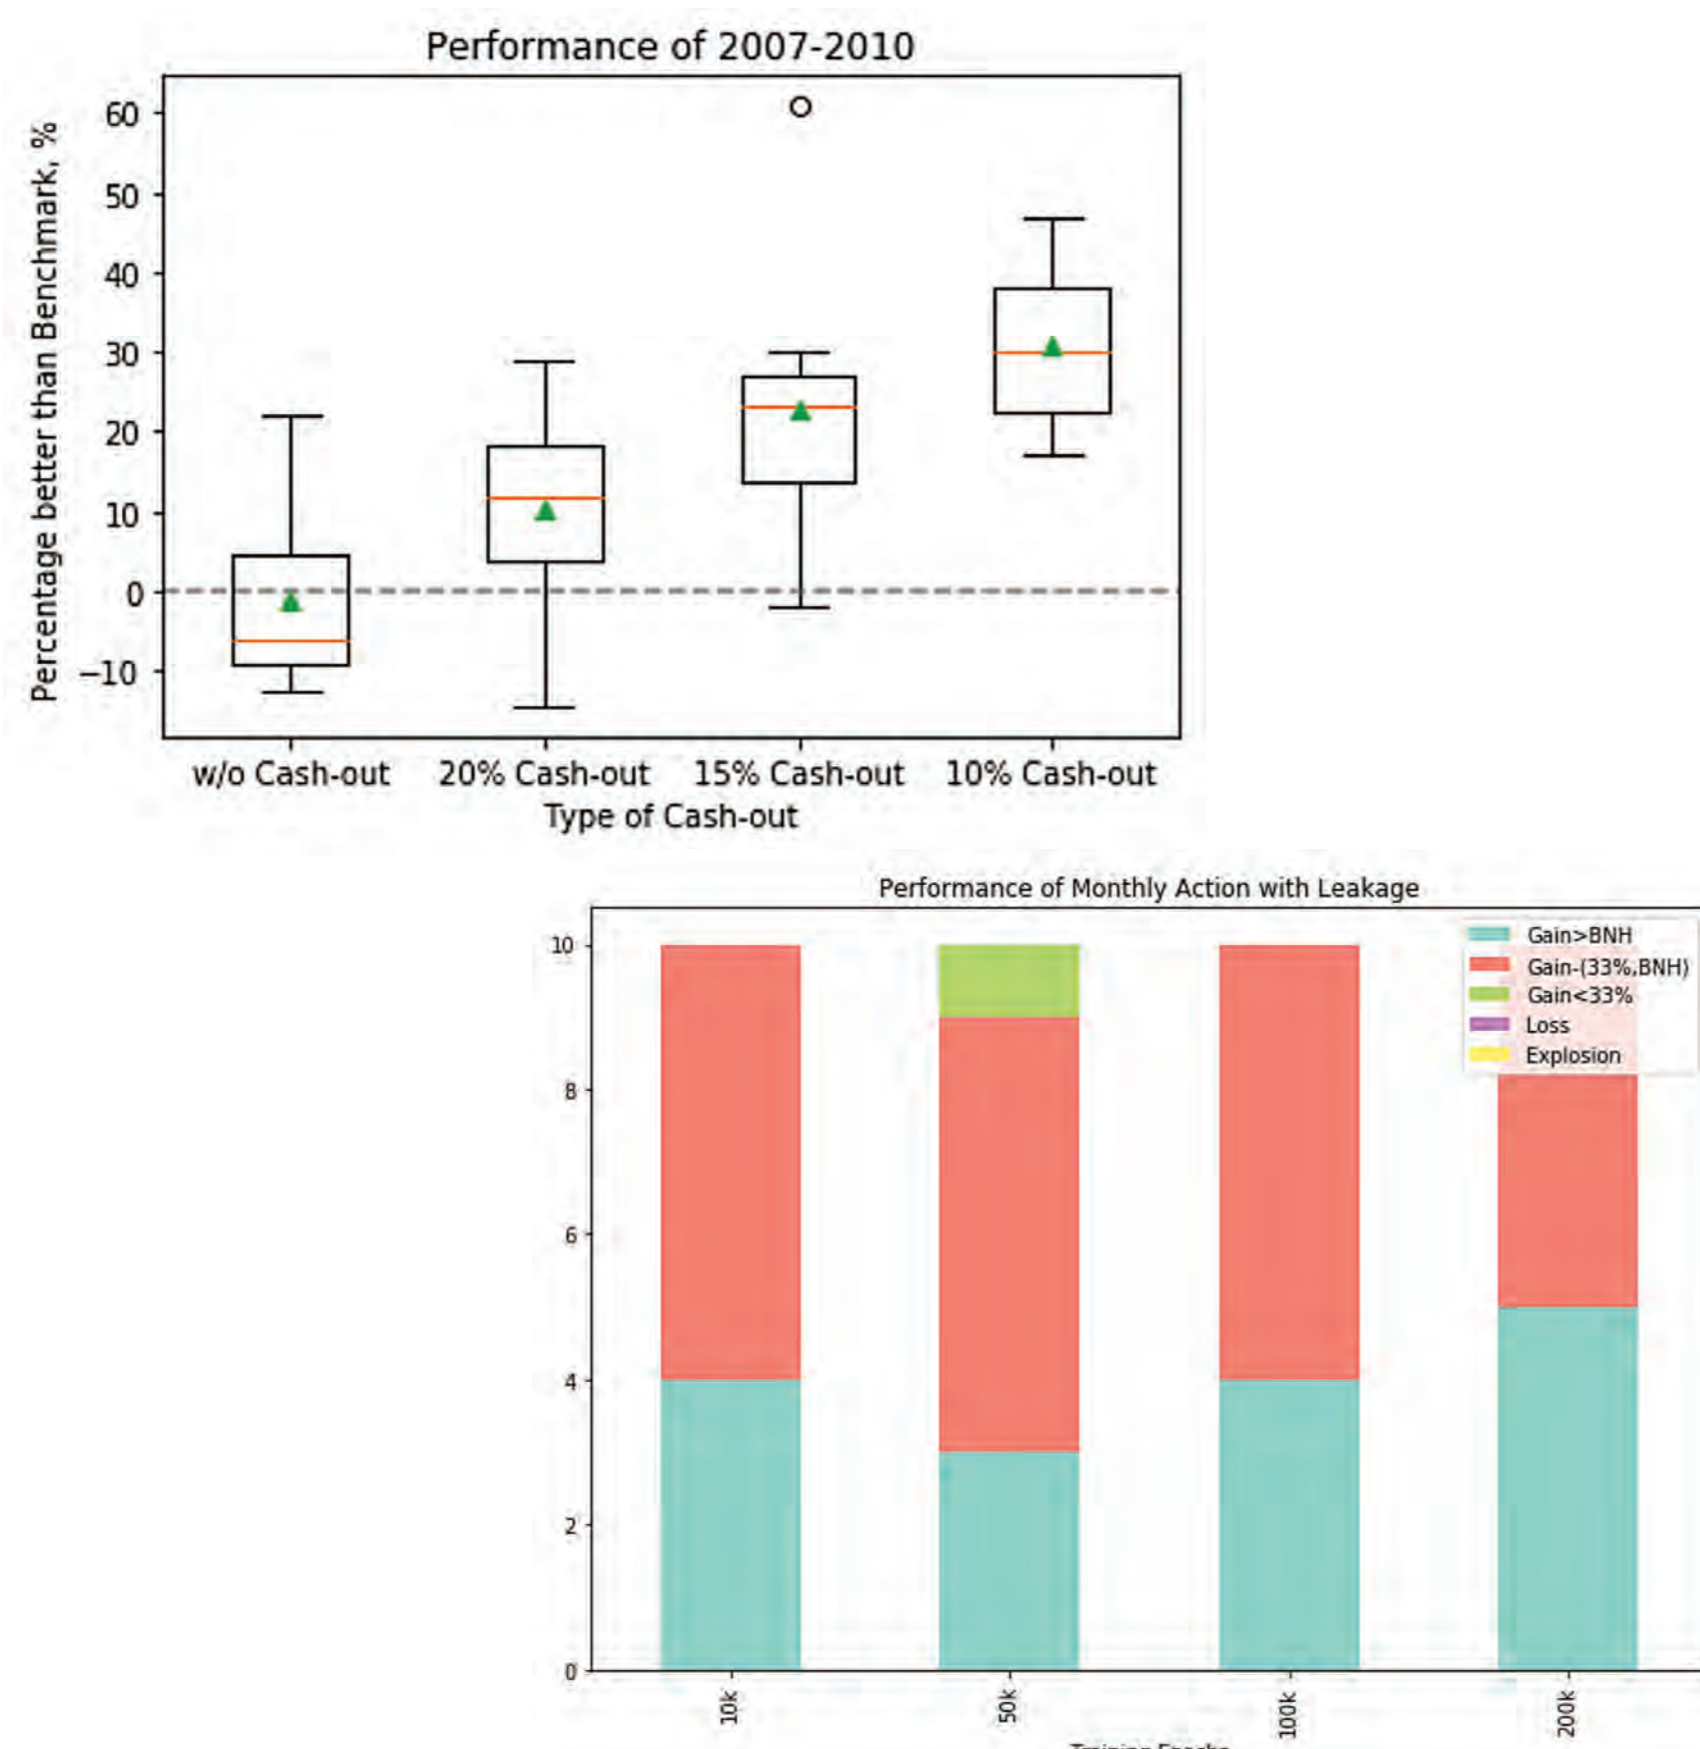 Performance of 2007-2010
Percentage better than Benchmark, %
60
50
40
30
20
10
0
−10
w/o Cash-out 20% Cash-out 15% Cash-out 10% Cash-out
Type of Cash-out
Performance of Monthly Action with Leakage
Gain>BNH
Gain-(33%,BNH)
Gain<33%
Loss
Explosion
10
8
6
4
2
0
10k 50k 100k 200k